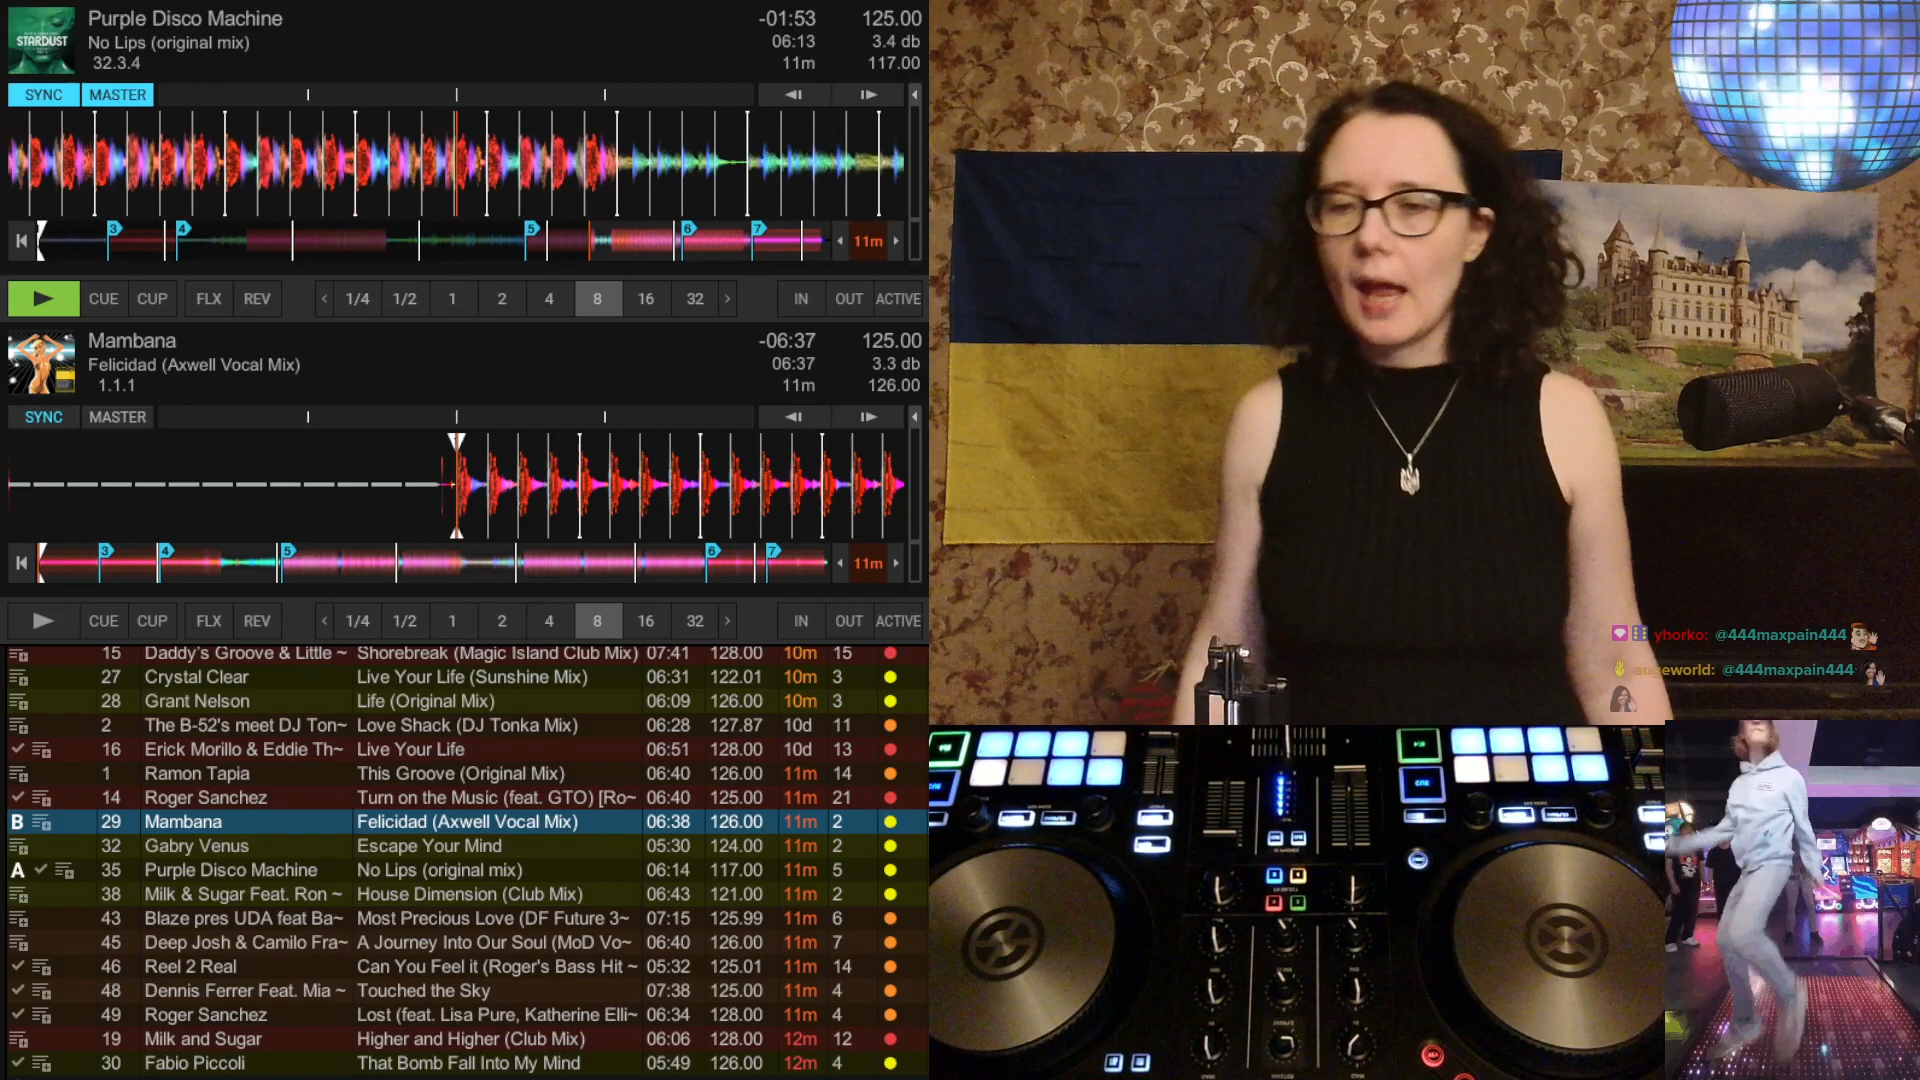 Purple Disco Machine
-01:53
125.00
No Lips (original mix)
06:13
3.4 db
32.3.4
11m
117.00
STARDUST
SYNC
MASTER
3
4
5
6
7
11m
CUE
CUP
FLX
REV
1/4
1/2
1
2
4
8
16
32
IN
OUT
ACTIVE
Mambana
-06:37
125.00
Felicidad (Axwell Vocal Mix)
06:37
3.3 db
1.1.1
11m
126.00
SYNC
MASTER
3
4
5
6
7
11m
CUE
CUP
FLX
REV
1/4
1/2
1
2
4
8
16
32
IN
OUT
ACTIVE
15 Daddy's Groove & Little ~ Shorebreak (Magic Island Club Mix) 07:41 128.00 10m 15
27 Crystal Clear Live Your Life (Sunshine Mix) 06:31 122.01 10m 3
28 Grant Nelson Life (Original Mix) 06:09 126.00 10m 3
2 The B-52's meet DJ Ton~ Love Shack (DJ Tonka Mix) 06:28 127.87 10d 11
16 Erick Morillo & Eddie Th~ Live Your Life 06:51 128.00 10d 13
1 Ramon Tapia This Groove (Original Mix) 06:40 126.00 11m 14
14 Roger Sanchez Turn on the Music (feat. GTO) [Ro~ 06:40 125.00 11m 21
B 29 Mambana Felicidad (Axwell Vocal Mix) 06:38 126.00 11m 2
32 Gabry Venus Escape Your Mind 05:30 124.00 11m 2
A 35 Purple Disco Machine No Lips (original mix) 06:14 117.00 11m 5
38 Milk & Sugar Feat. Ron ~ House Dimension (Club Mix) 06:43 121.00 11m 2
43 Blaze pres UDA feat Ba~ Most Precious Love (DF Future 3~ 07:15 125.99 11m 6
45 Deep Josh & Camilo Fra~ A Journey Into Our Soul (MoD Vo~ 06:40 126.00 11m 7
46 Reel 2 Real Can You Feel it (Roger's Bass Hit ~ 05:32 125.01 11m 14
48 Dennis Ferrer Feat. Mia ~ Touched the Sky 07:38 125.00 11m 4
49 Roger Sanchez Lost (feat. Lisa Pure, Katherine Elli~ 06:34 128.00 11m 4
19 Milk and Sugar Higher and Higher (Club Mix) 06:06 128.00 12m 12
30 Fabio Piccoli That Bomb Fall Into My Mind 05:49 126.00 12m 4
yhorko: @444maxpain444
augeworld: @444maxpain444